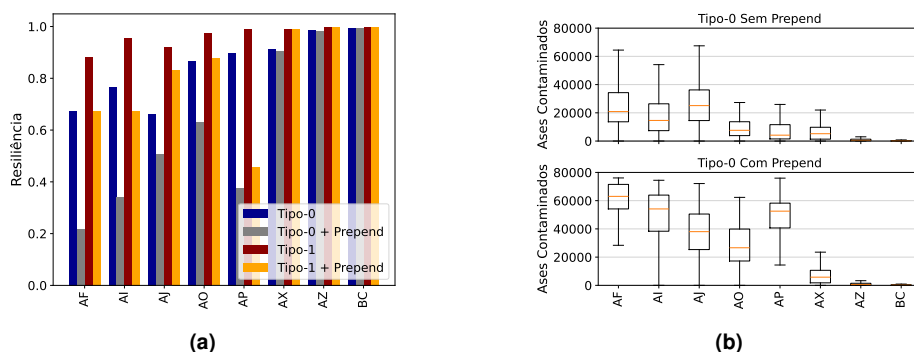 Resiliência
1.0
0.8
0.6
0.4
0.2
0.0
Tipo-0
Tipo-0 + Prepend
Tipo-1
Tipo-1 + Prepend
AF AI AJ AO AP AX AZ BC
(a)
Tipo-0 Sem Prepend
Ases Contaminados
80000
60000
40000
20000
0
Tipo-0 Com Prepend
Ases Contaminados
80000
60000
40000
20000
0
AF AI AJ AO AP AX AZ BC
(b)